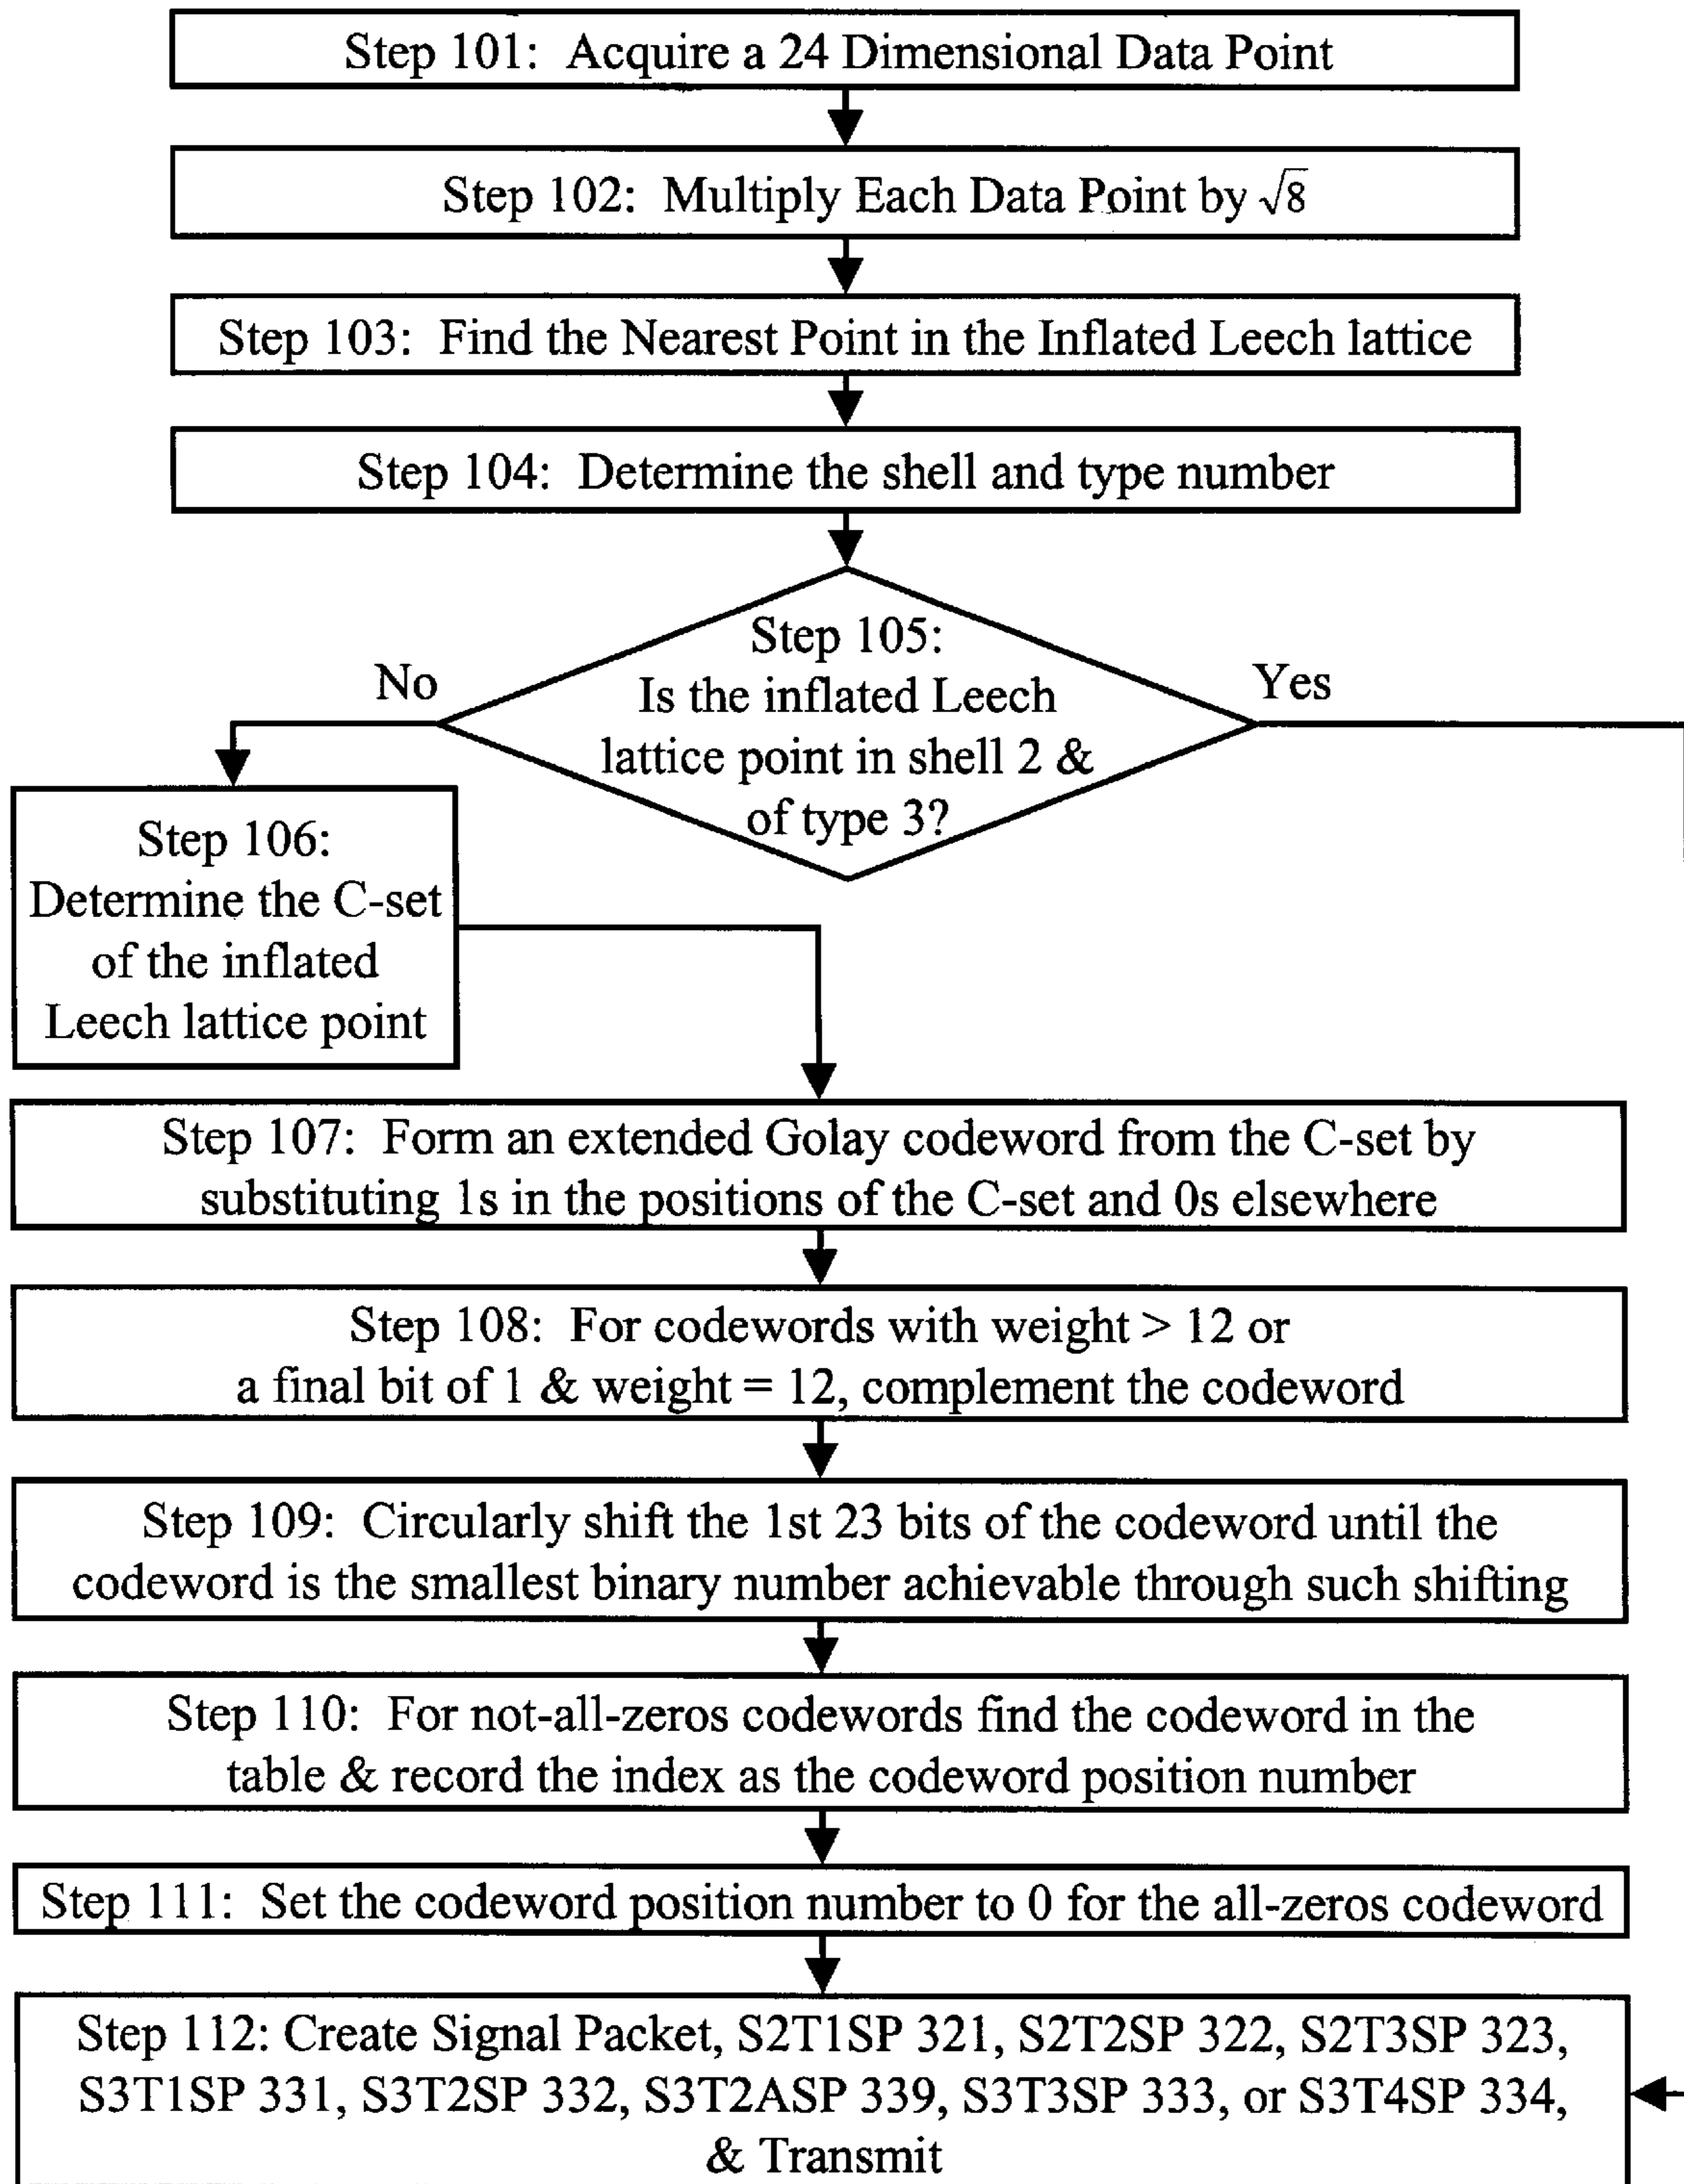 Step 101: Acquire a 24 Dimensional Data Point
Step 102: Multiply Each Data Point by √8
Step 103: Find the Nearest Point in the Inflated Leech lattice
Step 104: Determine the shell and type number
Step 105:
Is the inflated Leech
lattice point in shell 2 &
of type 3?
No
Yes
Step 106:
Determine the C-set
of the inflated
Leech lattice point
Step 107: Form an extended Golay codeword from the C-set by
substituting 1s in the positions of the C-set and 0s elsewhere
Step 108: For codewords with weight > 12 or
a final bit of 1 & weight = 12, complement the codeword
Step 109: Circularly shift the 1st 23 bits of the codeword until the
codeword is the smallest binary number achievable through such shifting
Step 110: For not-all-zeros codewords find the codeword in the
table & record the index as the codeword position number
Step 111: Set the codeword position number to 0 for the all-zeros codeword
Step 112: Create Signal Packet, S2T1SP 321, S2T2SP 322, S2T3SP 323,
S3T1SP 331, S3T2SP 332, S3T2ASP 339, S3T3SP 333, or S3T4SP 334,
& Transmit